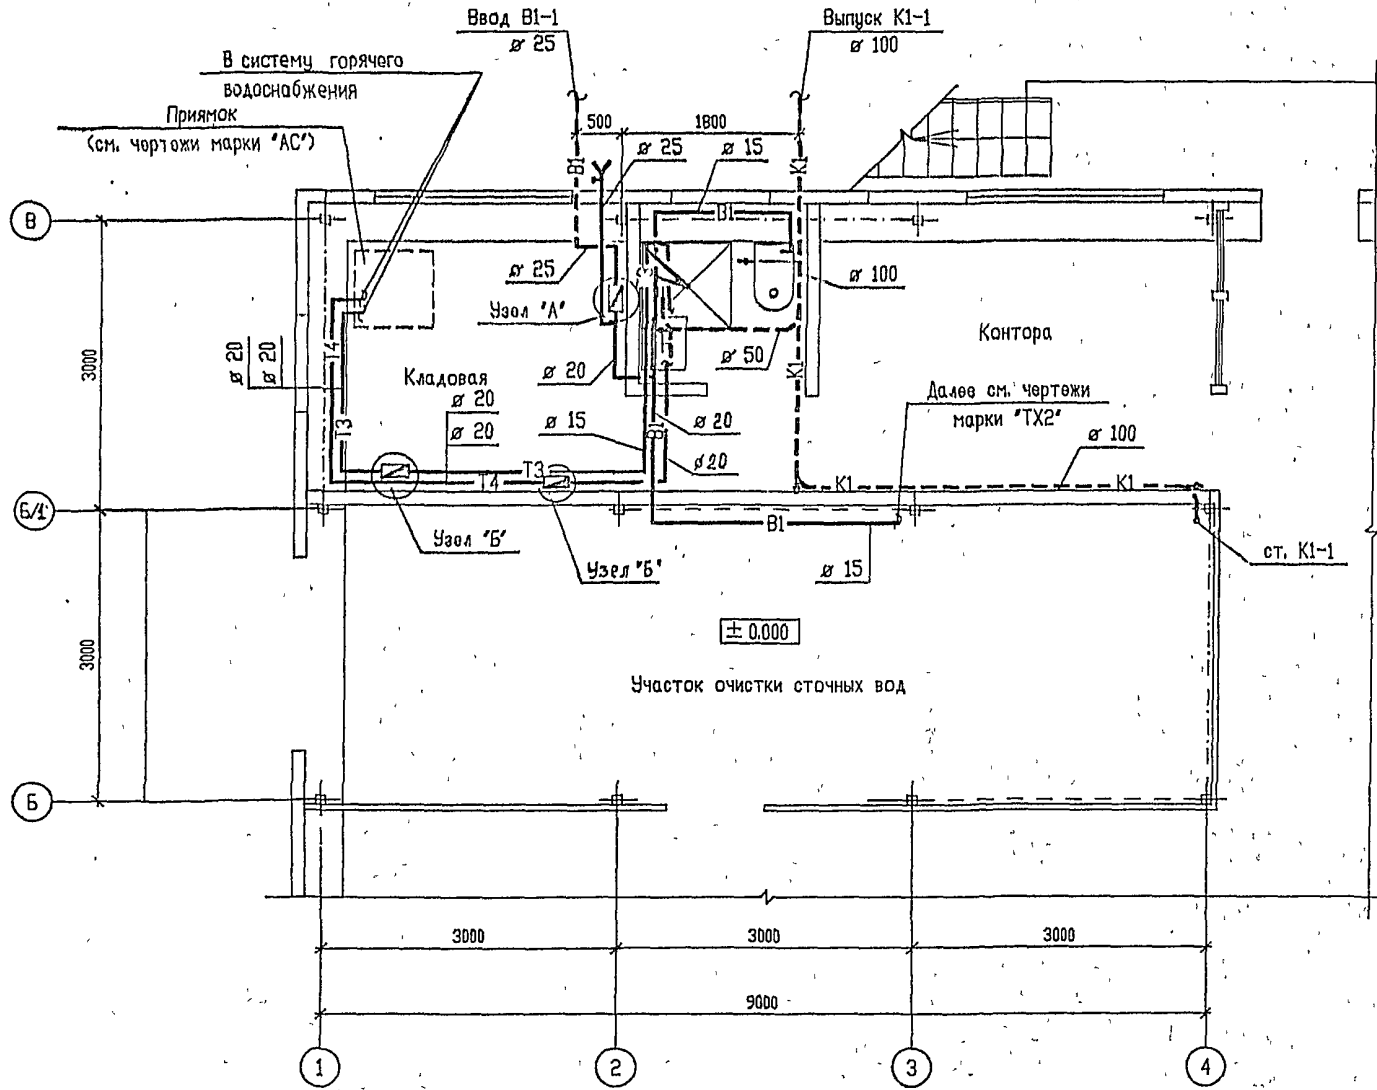 Ввод В1-1
ø 25
Выпуск К1-1
ø 100
В систему горячего
водоснабжения
Приямок
(см. чертежи марки "АС")
500
1800
ø 25
ø 15
В1
К1
В
В1
ø 25
ø 100
Узел "А"
Контора
Т4
ø 20
ø 20
3000
Кладовая
ø 20
ø 50
К1
ø 20
ø 20
Далее см. чертежи
марки "ТХ2"
Т3
ø 15
В1
ø 20
ø 100
ø 20
Т3
Т4
К1
К1
Б/1
В1
Узел "Б"
Узел "Б"
ø 15
ст. К1-1
± 0.000
3000
Участок очистки сточных вод
Б
3000
3000
3000
9000
1
2
3
4